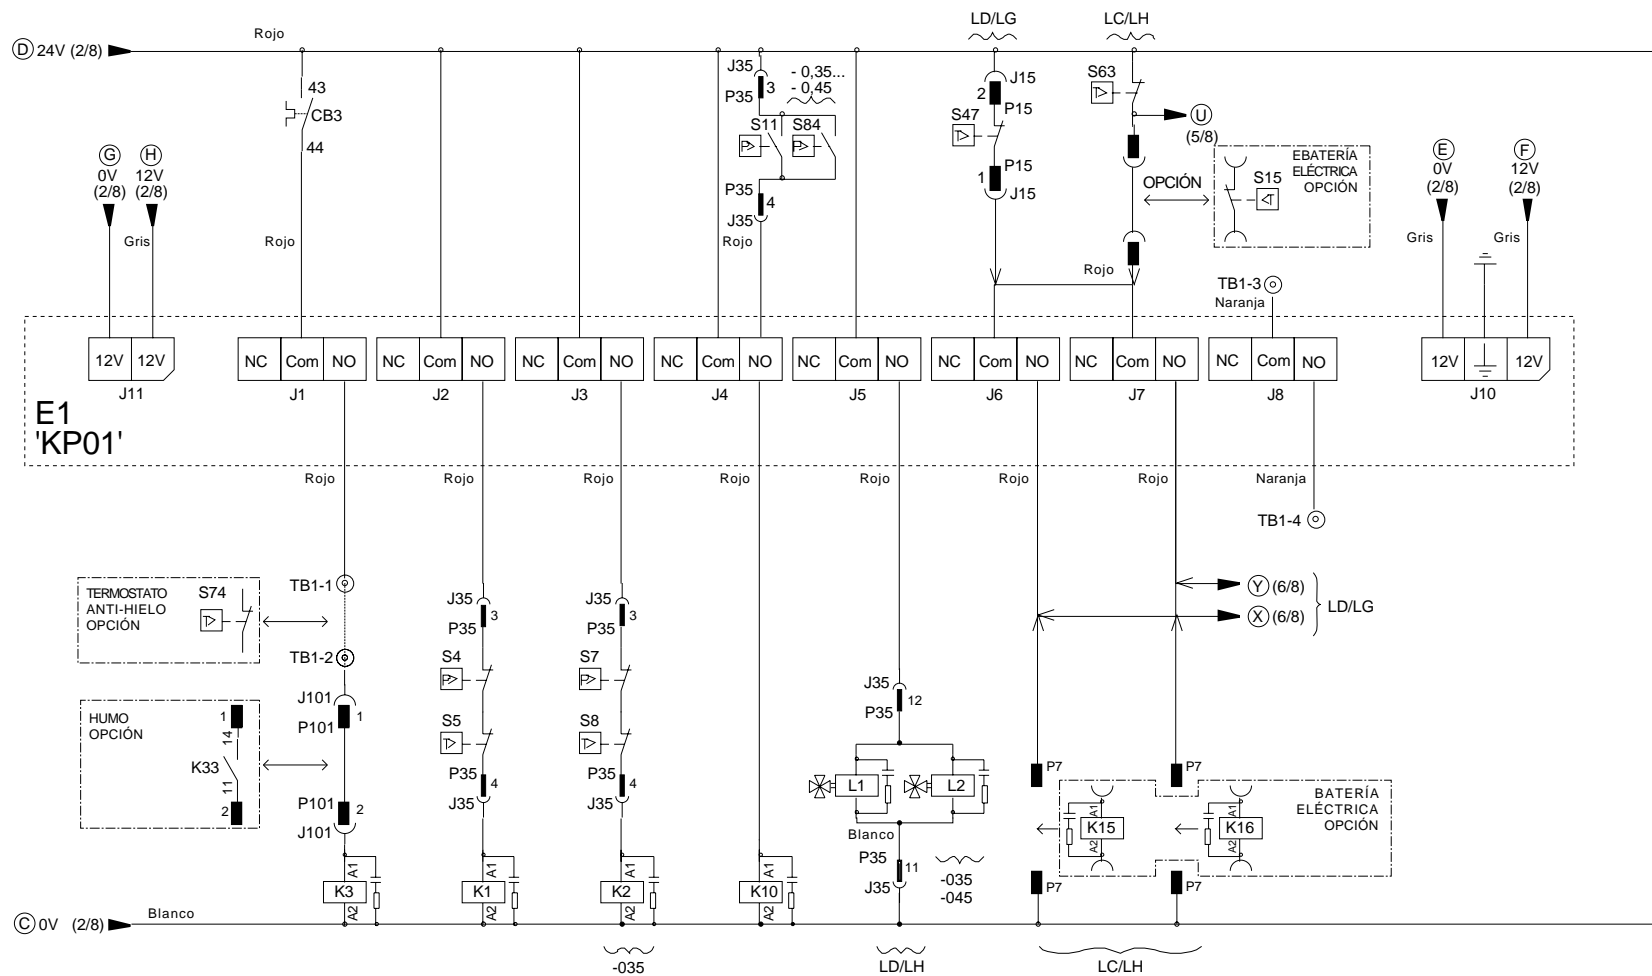 LD/LG
LC/LH
Rojo
D 24V (2/8)
J35
3
P35
- 0,35...
- 0,45
J15
2
P15
S63
43
CB3
44
S11
S84
S47
U
(5/8)
G
0V
(2/8)
H
12V
(2/8)
P15
1
J15
OPCIÓN
EBATERÍA
ELÉCTRICA
OPCIÓN
S15
E
0V
(2/8)
F
12V
(2/8)
P35
4
J35
Gris
Rojo
Rojo
Rojo
Gris
Gris
TB1-3
Naranja
12V
12V
J11
NC
Com
NO
J1
NC
Com
NO
J2
NC
Com
NO
J3
NC
Com
NO
J4
NC
Com
NO
J5
NC
Com
NO
J6
NC
Com
NO
J7
NC
Com
NO
J8
12V
12V
J10
E1
'KP01'
Rojo
Rojo
Rojo
Rojo
Rojo
Rojo
Rojo
Naranja
TB1-4
TERMOSTATO
ANTI-HIELO
OPCIÓN
S74
TB1-1
TB1-2
J35
3
P35
J35
3
P35
Y (6/8)
X (6/8)
LD/LG
S4
S7
S5
S8
J101
1
P101
HUMO
OPCIÓN
1
14
K33
11
2
P101
2
J101
P35
4
J35
P35
4
J35
J35
12
P35
L1
L2
Blanco
P35
11
J35
-035
-045
P7
P7
BATERÍA
ELÉCTRICA
OPCIÓN
A1
K15
A2
A1
K16
A2
P7
P7
A1
K3
A2
A1
K1
A2
A1
K2
A2
A1
K10
A2
C 0V (2/8)
Blanco
-035
LD/LH
LC/LH